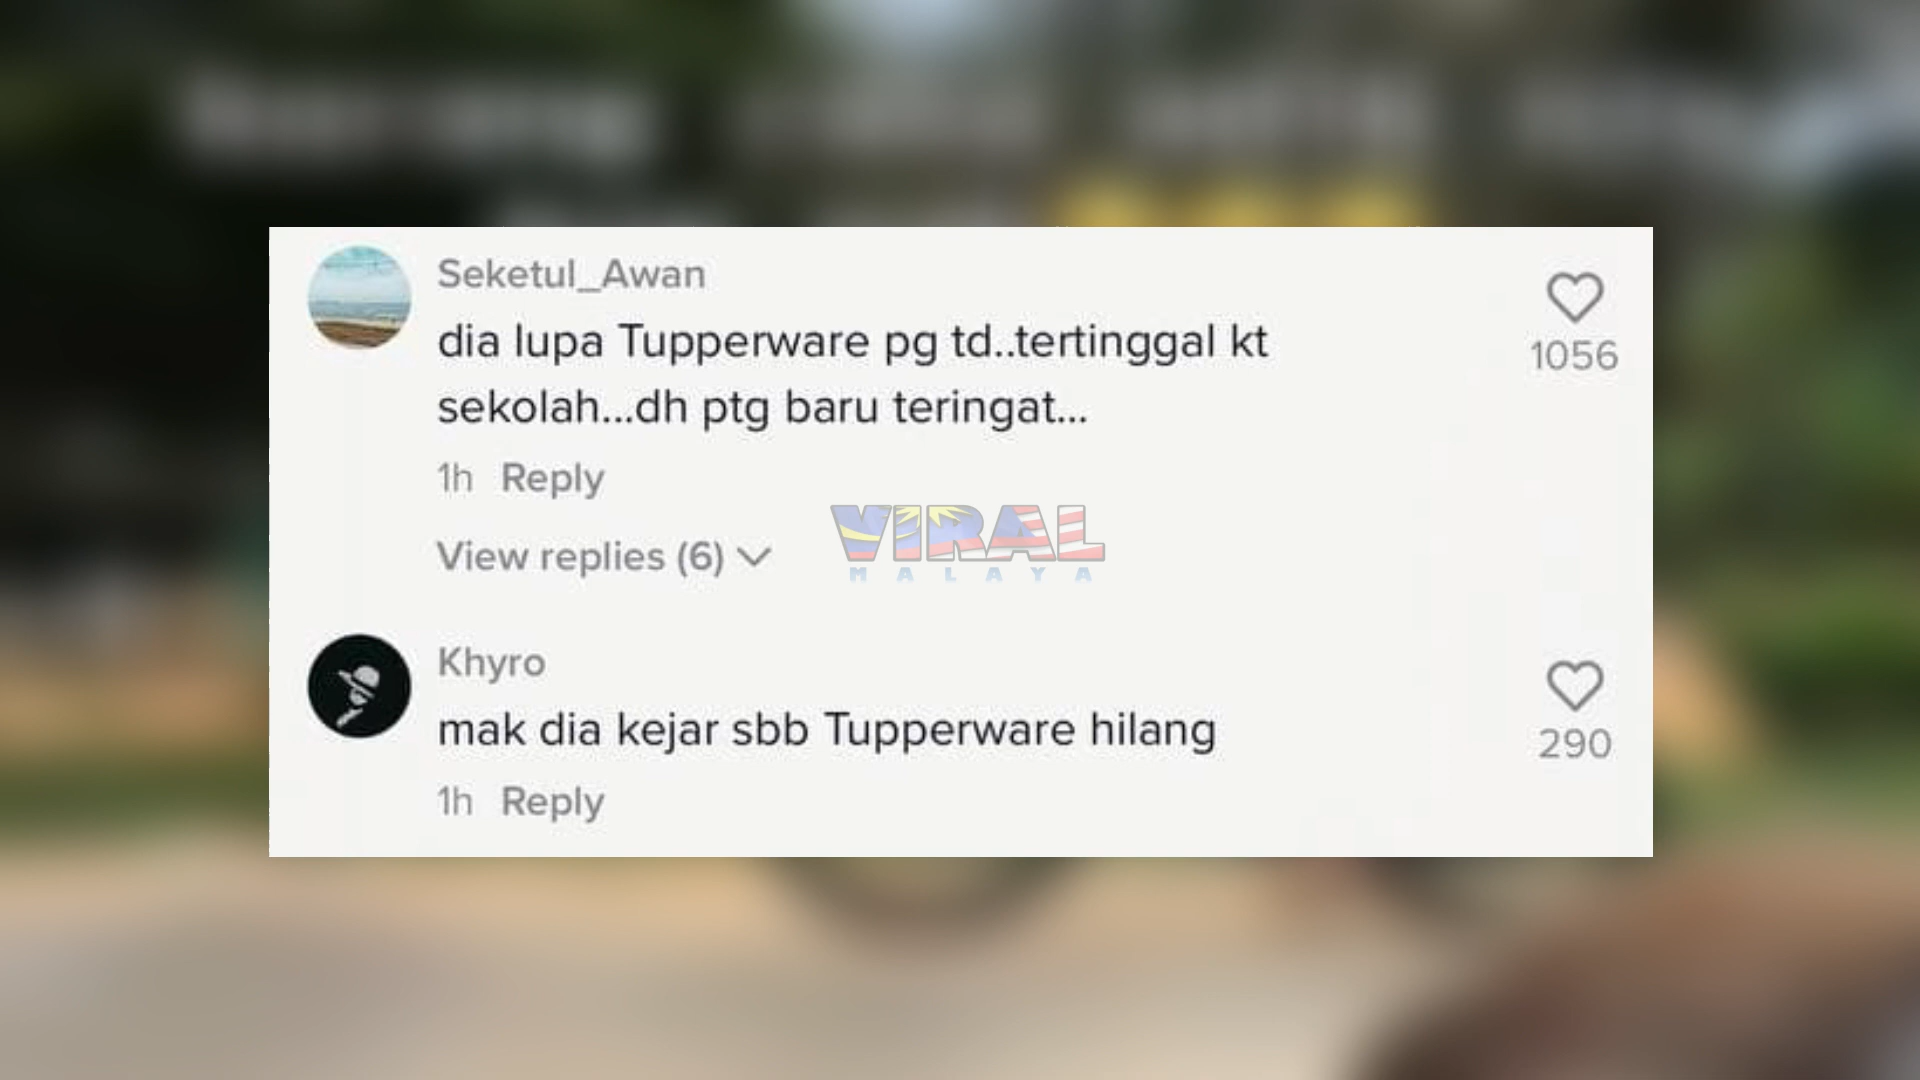 Seketul_Awan
dia lupa Tupperware pg td..tertinggal kt
sekolah...dh ptg baru teringat...
1056
1h Reply
View replies (6)
VIRAL
MALAYA
Khyro
mak dia kejar sbb Tupperware hilang
290
1h Reply